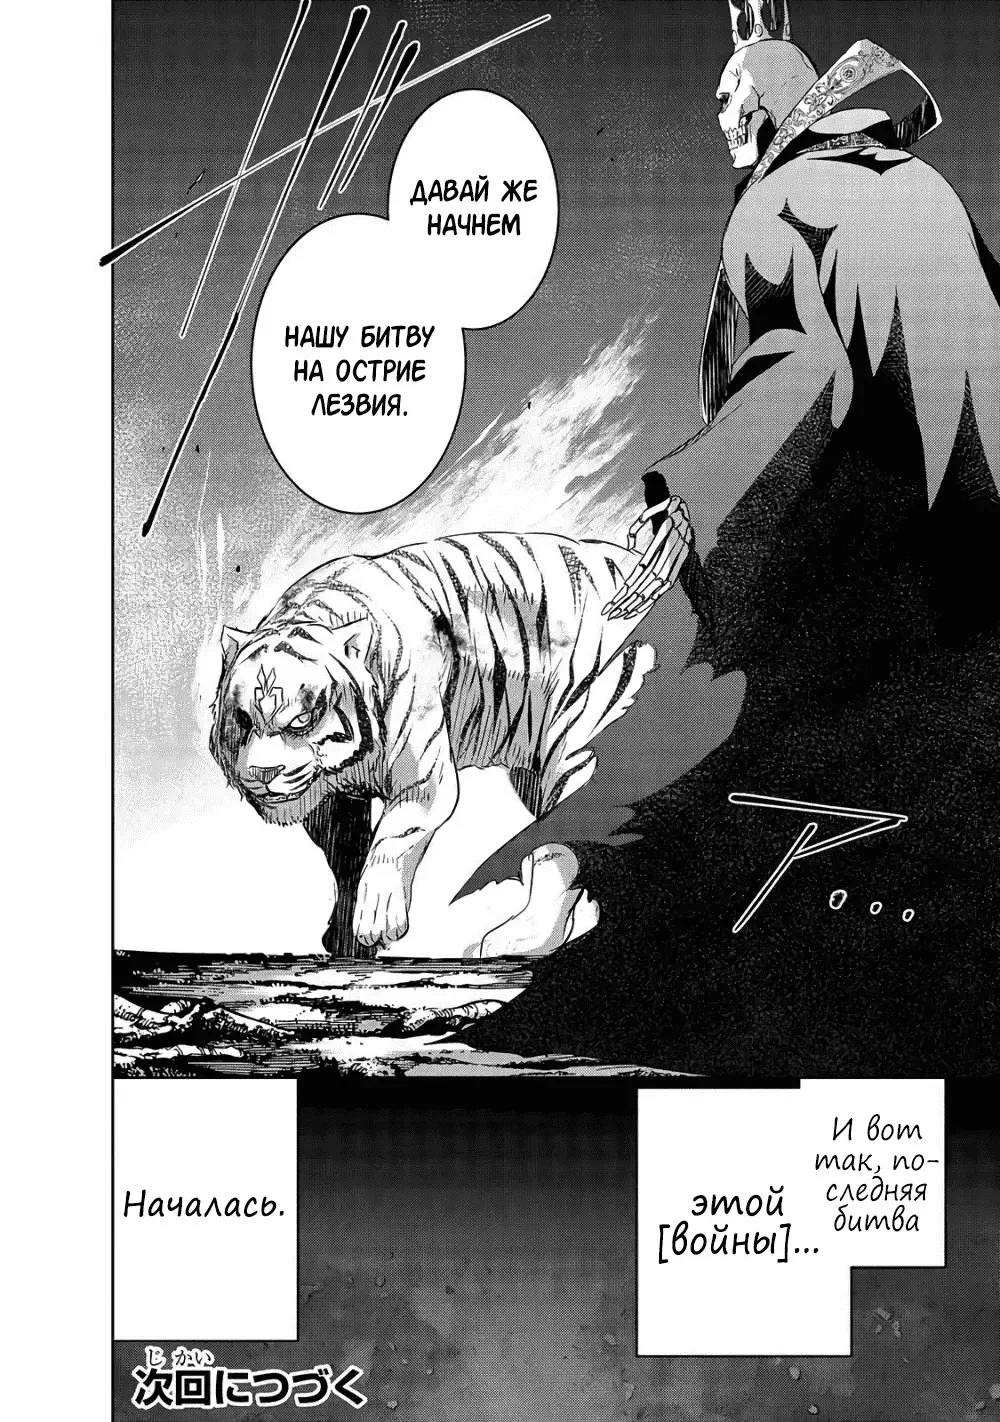 ДАВАЙ ЖЕ
НАЧНЕМ
НАШУ БИТВУ
НА ОСТРИЕ
ЛЕЗВИЯ.
И вот
так, по-
следняя
битва
этой
[войны]...
Началась.
じかい
次回につづく